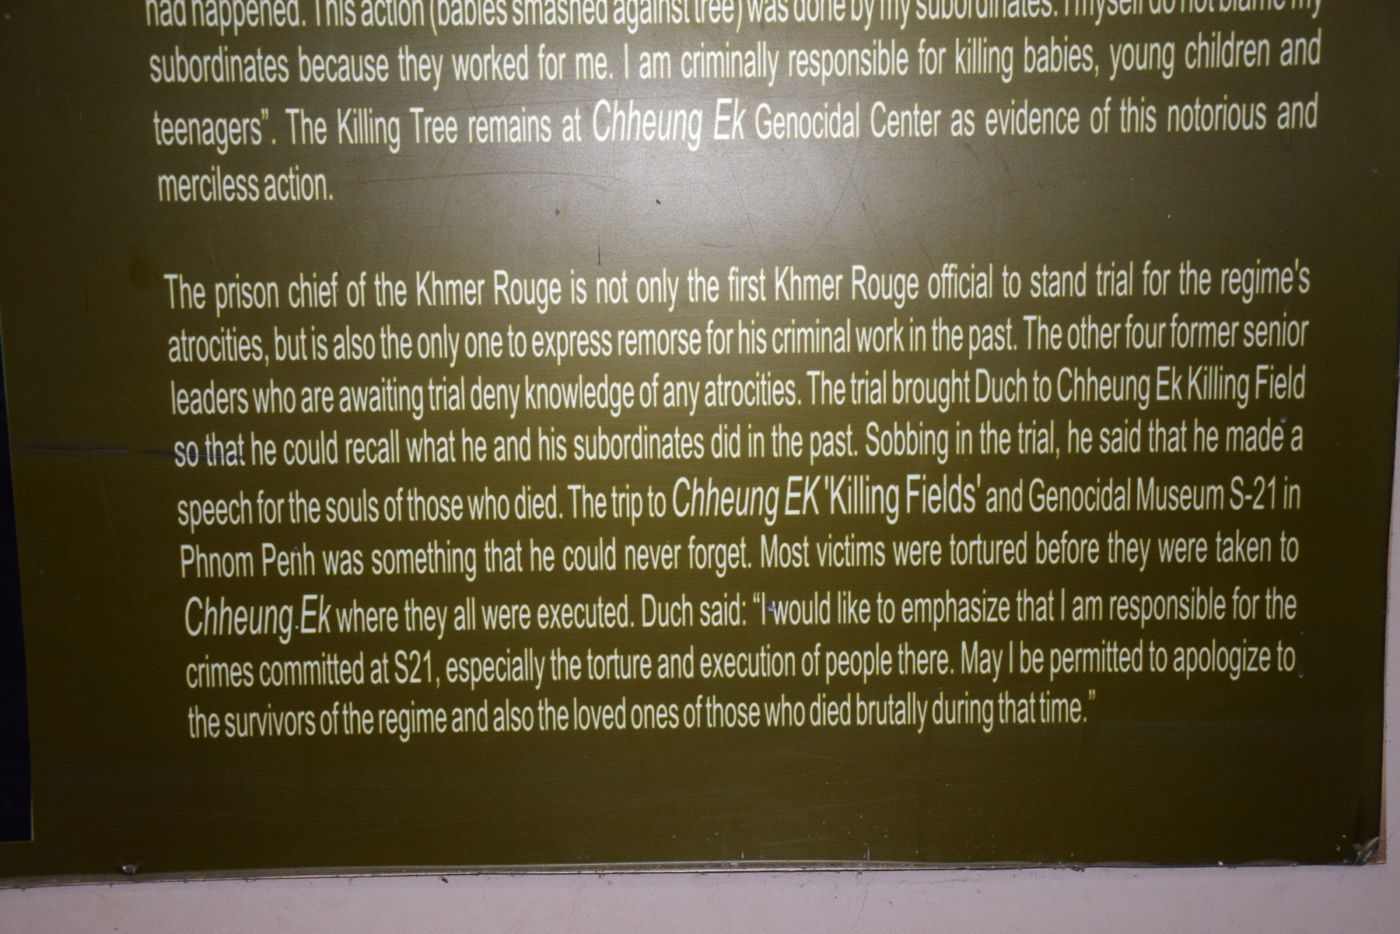 had happened. This action (babies smashed against tree) was done by my subordinates. I myself do not blame my
subordinates because they worked for me. I am criminally responsible for killing babies, young children and
teenagers”. The Killing Tree remains at Chheung Ek Genocidal Center as evidence of this notorious and
merciless action.
The prison chief of the Khmer Rouge is not only the first Khmer Rouge official to stand trial for the regime's
atrocities, but is also the only one to express remorse for his criminal work in the past. The other four former senior
leaders who are awaiting trial deny knowledge of any atrocities. The trial brought Duch to Chheung Ek Killing Field
so that he could recall what he and his subordinates did in the past. Sobbing in the trial, he said that he made a
speech for the souls of those who died. The trip to Chheung EK 'Killing Fields' and Genocidal Museum S-21 in
Phnom Penh was something that he could never forget. Most victims were tortured before they were taken to
Chheung Ek where they all were executed. Duch said: “I would like to emphasize that I am responsible for the
crimes committed at S21, especially the torture and execution of people there. May I be permitted to apologize to
the survivors of the regime and also the loved ones of those who died brutally during that time.”